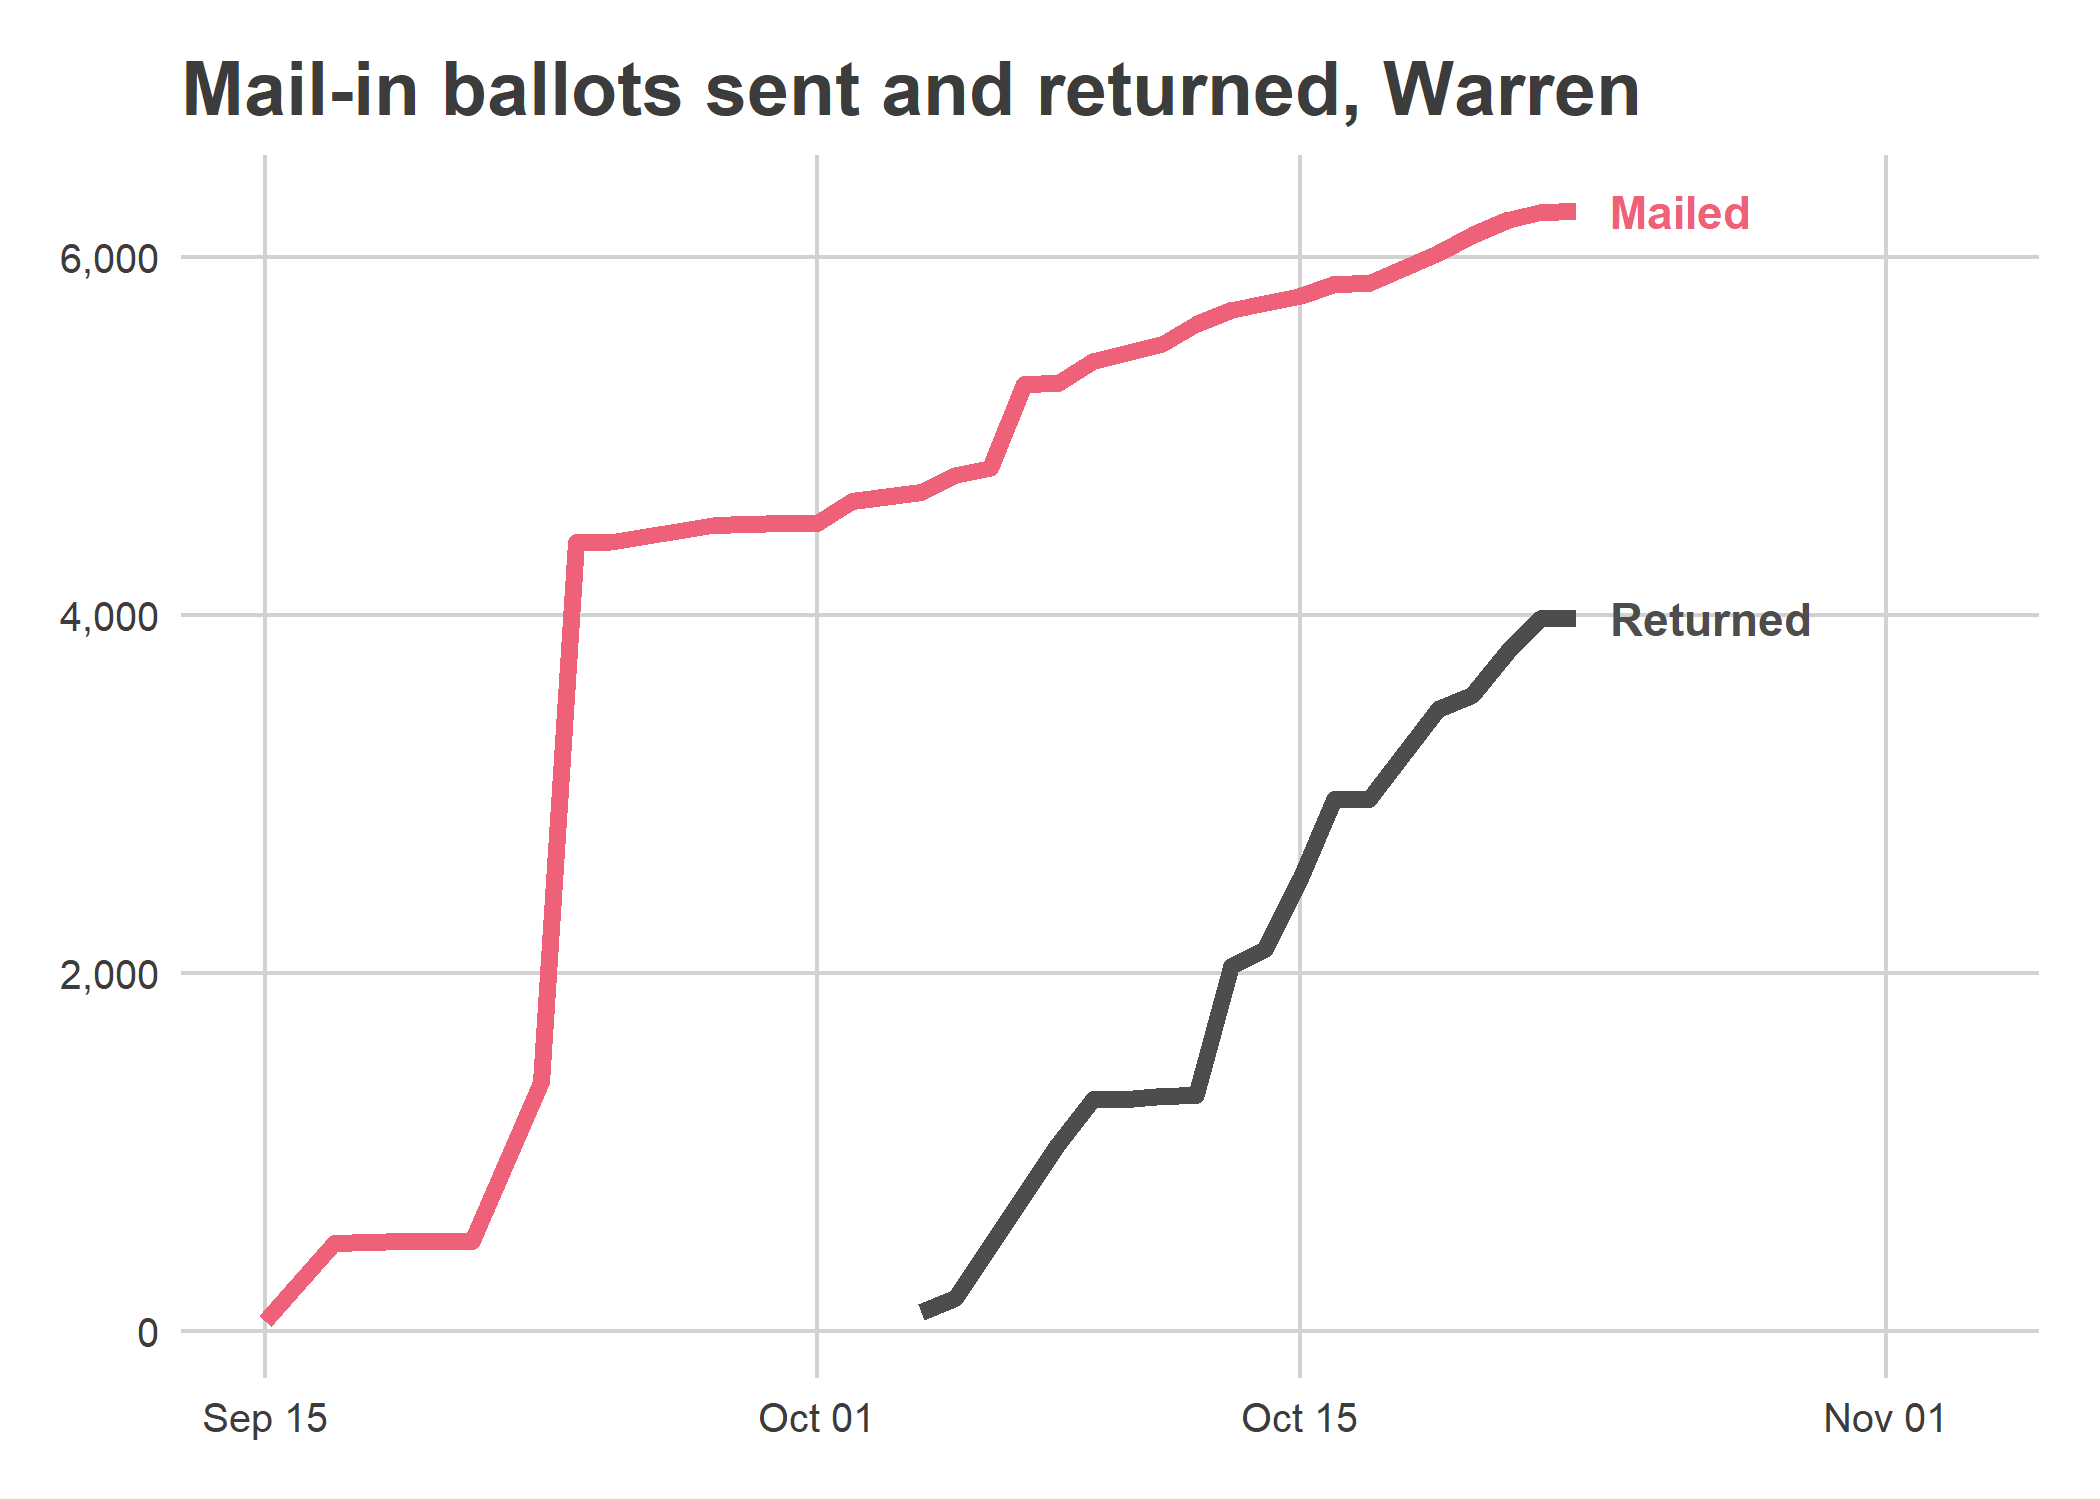 Mail-in ballots sent and returned, Warren
Mailed
6,000
4,000
Returned
2,000
0
Sep 15
Oct 01
Oct 15
Nov 01